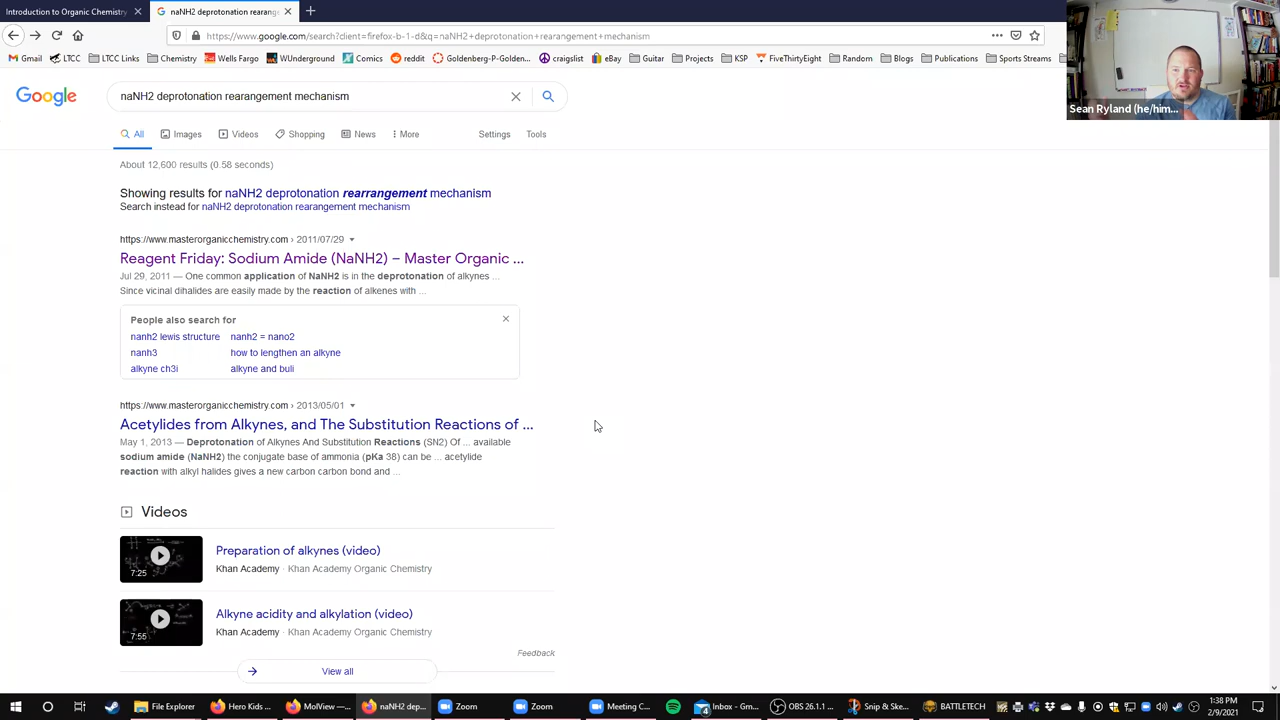 Introduction to Organic Chemistry
naNH2 deprotonation rearange
https://www.google.com/search?client=firefox-b-1-d&q=naNH2+deprotonation+rearangement+mechanism
Gmail LTCC LTCC Links Chemistry Wells Fargo WUnderground Comics reddit Goldenberg-P-Golden... craigslist eBay Guitar Projects KSP FiveThirtyEight Random Blogs Publications Sports Streams
Sean Ryland (he/him...
Google
naNH2 deprotonation rearangement mechanism
All Images Videos Shopping News More Settings Tools
About 12,600 results (0.58 seconds)
Showing results for naNH2 deprotonation rearrangement mechanism
Search instead for naNH2 deprotonation rearangement mechanism
https://www.masterorganicchemistry.com › 2011/07/29
Reagent Friday: Sodium Amide (NaNH2) – Master Organic ...
Jul 29, 2011 — One common application of NaNH2 is in the deprotonation of alkynes ...
Since vicinal dihalides are easily made by the reaction of alkenes with ...
People also search for
nanh2 lewis structure nanh2 = nano2
nanh3 how to lengthen an alkyne
alkyne ch3i alkyne and buli
https://www.masterorganicchemistry.com › 2013/05/01
Acetylides from Alkynes, and The Substitution Reactions of ...
May 1, 2013 — Deprotonation of Alkynes And Substitution Reactions (SN2) Of ... available
sodium amide (NaNH2) the conjugate base of ammonia (pKa 38) can be ... acetylide
reaction with alkyl halides gives a new carbon carbon bond and ...
Videos
7:25
Preparation of alkynes (video)
Khan Academy · Khan Academy Organic Chemistry
7:55
Alkyne acidity and alkylation (video)
Khan Academy · Khan Academy Organic Chemistry
Feedback
View all
File Explorer Hero Kids ... MolView —... naNH2 dep... Zoom Zoom Meeting C... Inbox - Gm... OBS 26.1.1 ... Snip & Ske... BATTLETECH
4
1:38 PM
2/9/2021